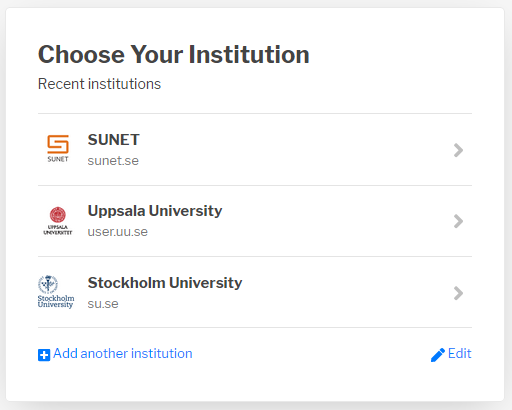 Choose Your Institution
Recent institutions
SUNET
SUNET
sunet.se
UPPSALA
UNIVERSITET
Uppsala University
user.uu.se
Stockholm
University
Stockholm University
su.se
Add another institution
Edit